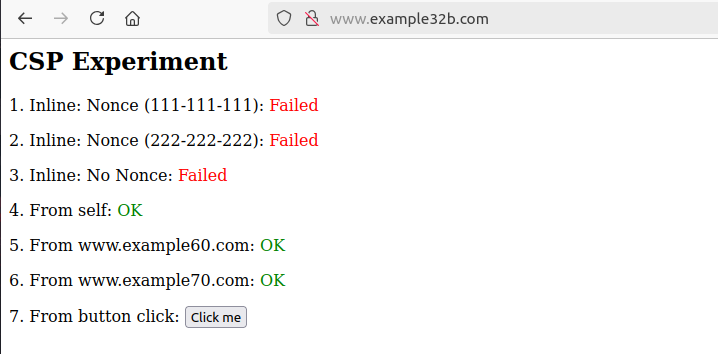 www.example32b.com
CSP Experiment
1. Inline: Nonce (111-111-111): Failed
2. Inline: Nonce (222-222-222): Failed
3. Inline: No Nonce: Failed
4. From self: OK
5. From www.example60.com: OK
6. From www.example70.com: OK
7. From button click: Click me